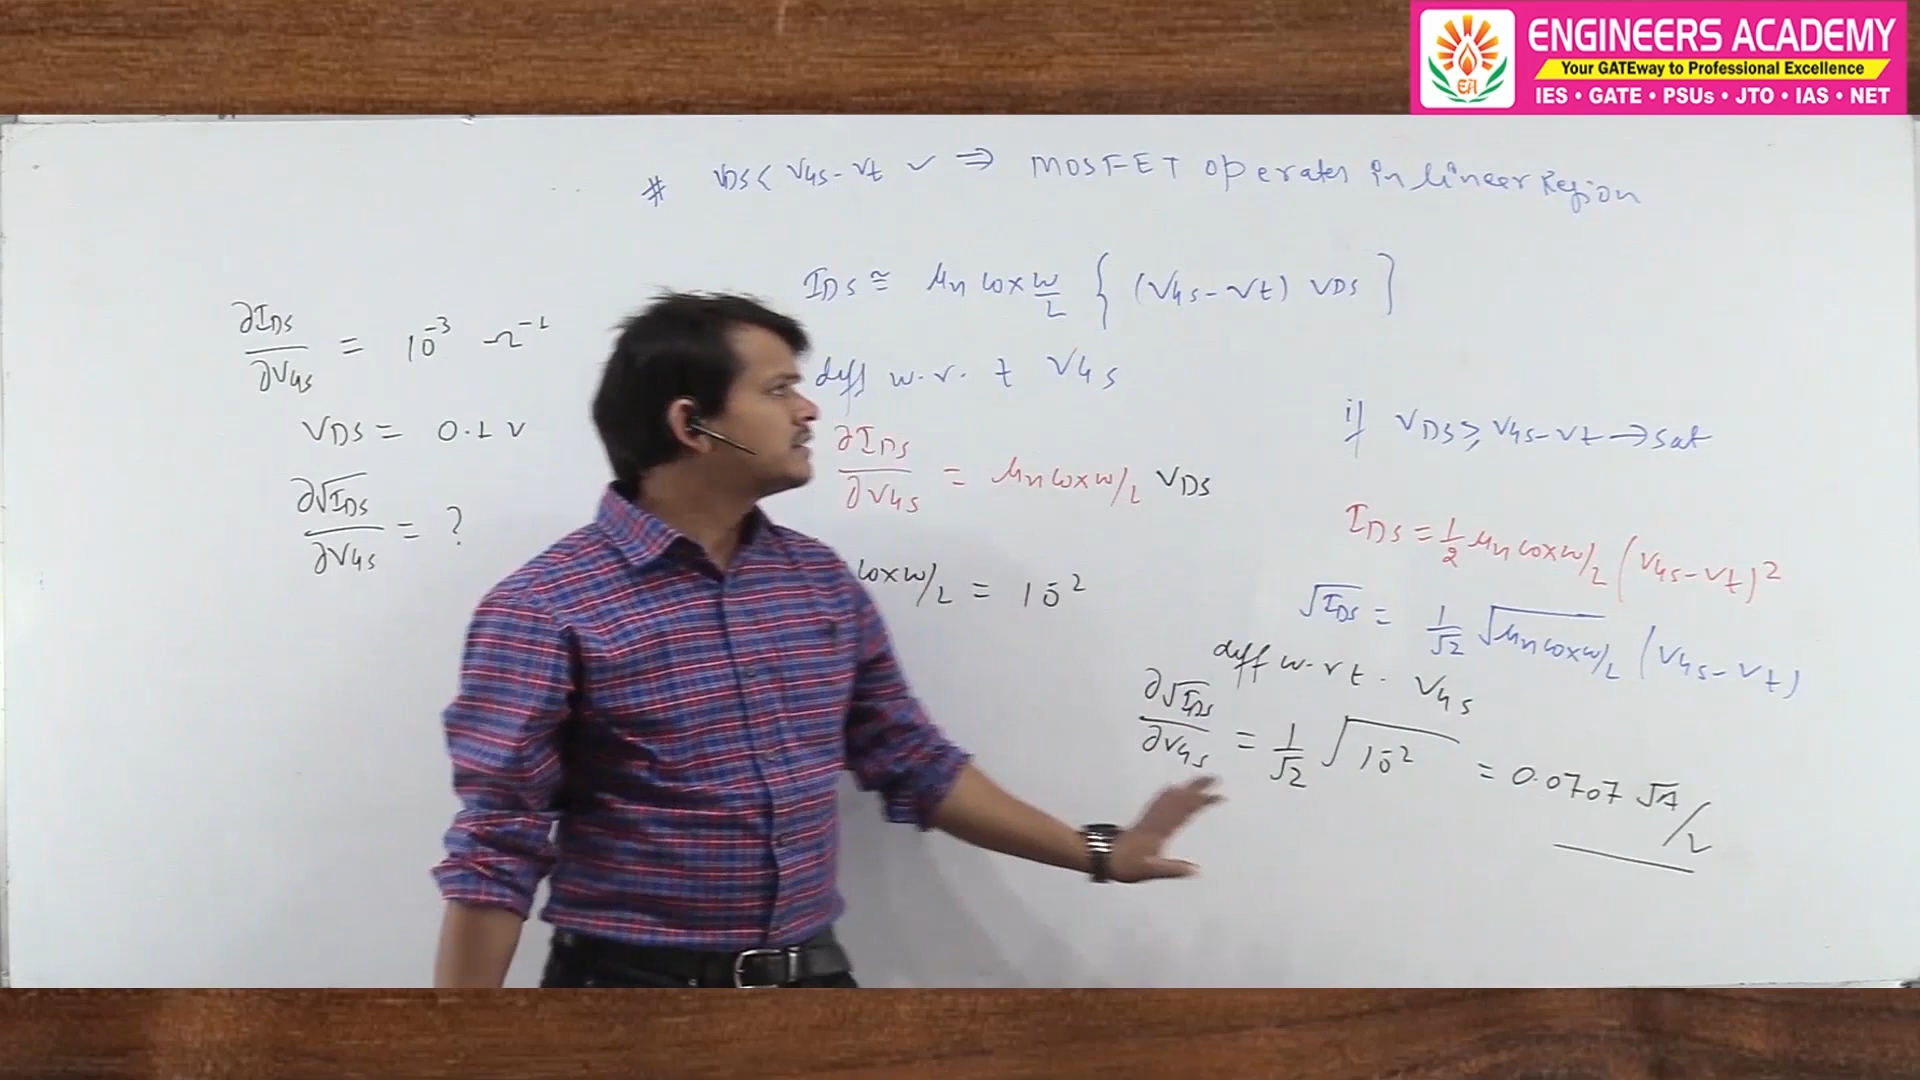 ENGINEERS ACADEMY
Your GATEway to Professional Excellence
IES • GATE • PSUs • JTO • IAS • NET
# VDS < VGS - Vt ✓ ⇒ MOSFET operates in linear Region
IDS ≅ μn Cox W/L { (VGS - Vt) VDS }
diff w.r.t VGS
∂IDS/∂VGS = μn Cox W/L VDS
Cox W/L = 10^-2
∂IDS/∂VGS = 10^-3 Ω^-1
VDS = 0.1 V
∂√IDS/∂VGS = ?
if VDS ≥ VGS - Vt → sat
IDS = 1/2 μn Cox W/L (VGS - Vt)^2
√IDS = 1/√2 √μn Cox W/L (VGS - Vt)
diff w.r.t. VGS
∂√IDS/∂VGS = 1/√2 √10^-2 = 0.0707 √A/